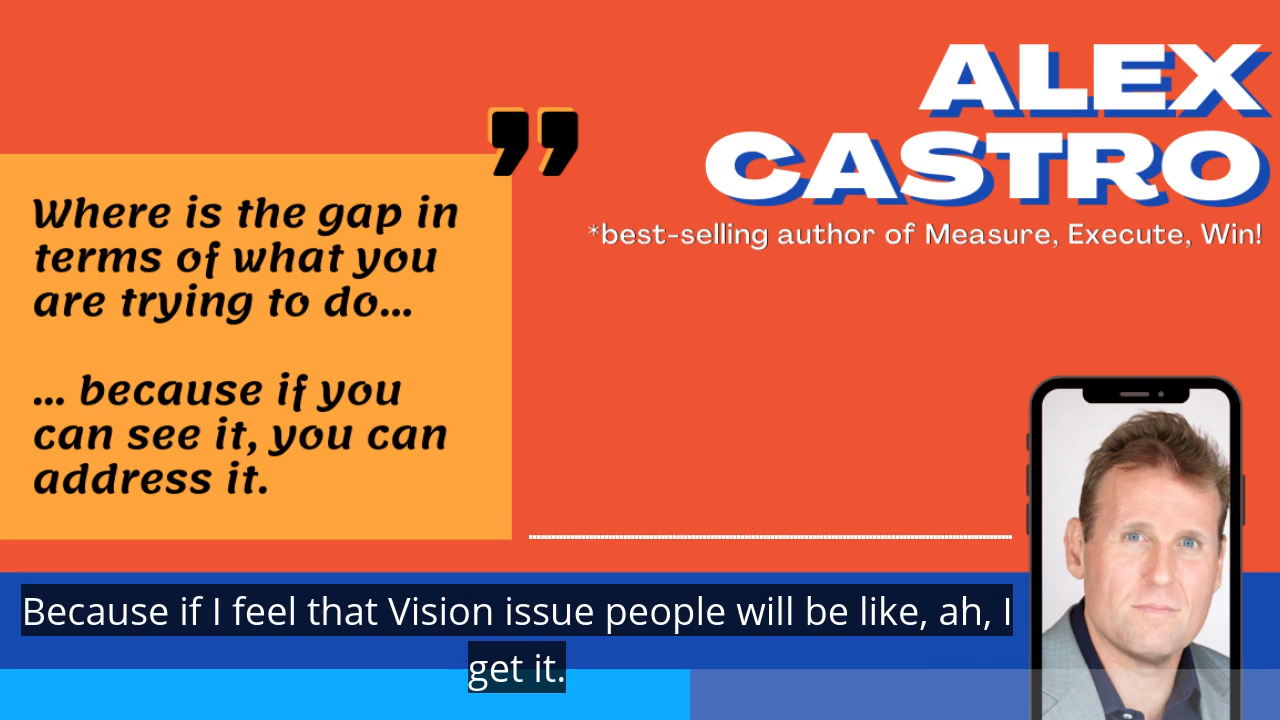 ALEX
CASTRO
*best-selling author of Measure, Execute, Win!
”
Where is the gap in
terms of what you
are trying to do...
... because if you
can see it, you can
address it.
Because if I feel that Vision issue people will be like, ah, I
get it.